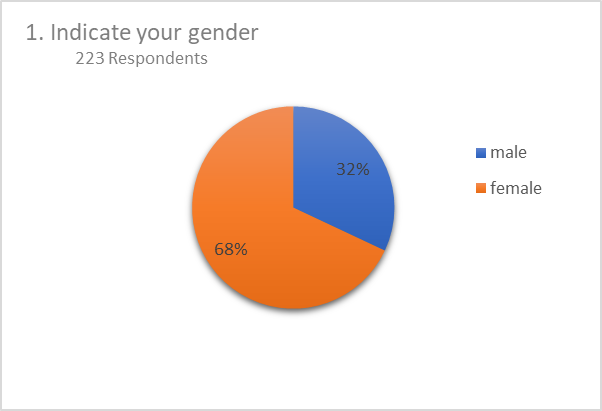 1. Indicate your gender
223 Respondents
32%
68%
male
female